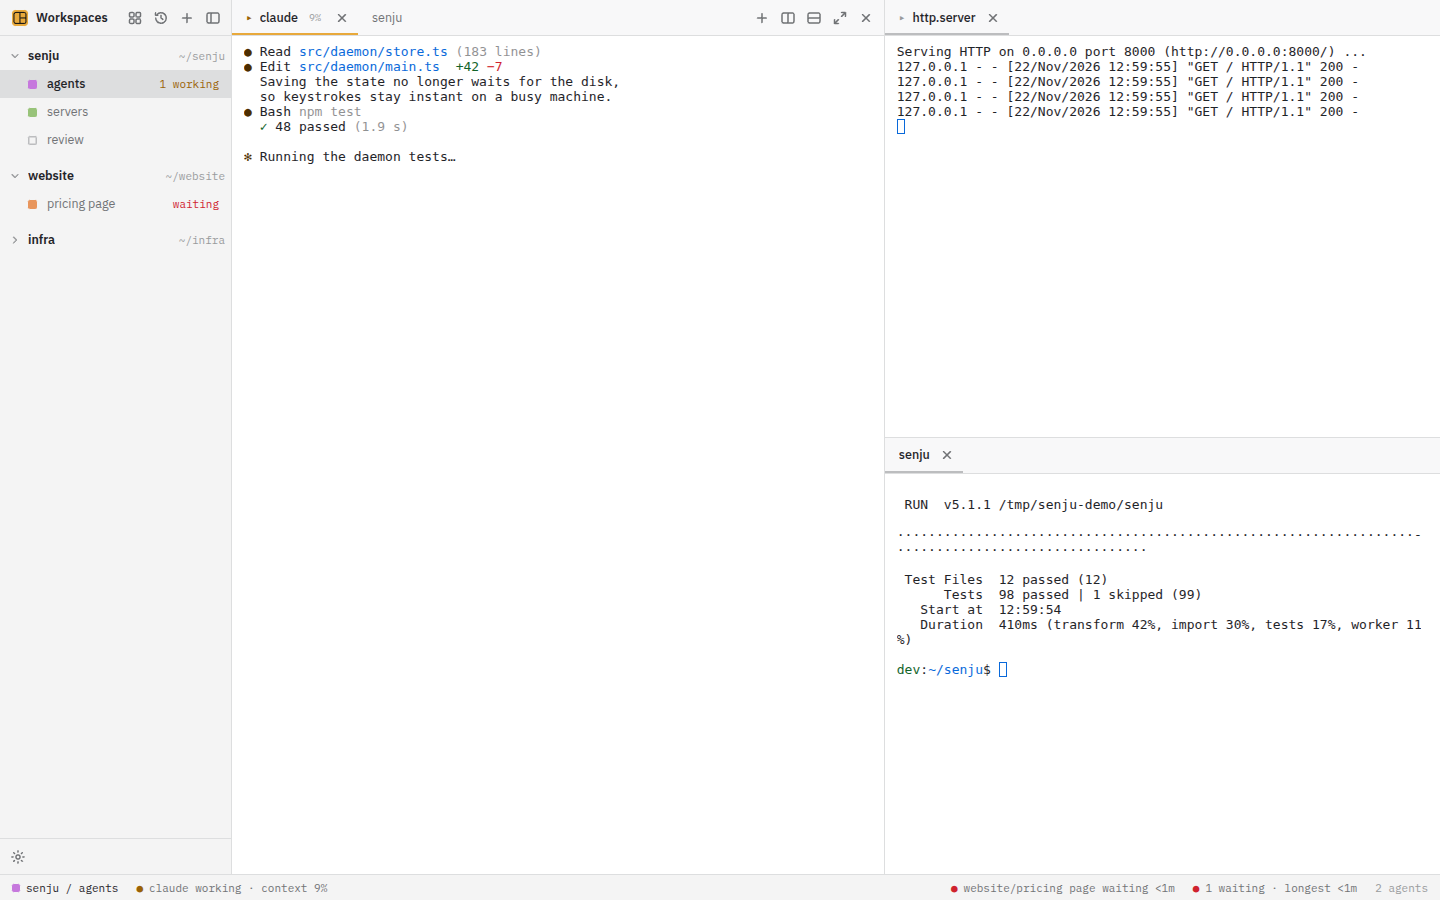 Workspaces
senju ~/senju
agents 1 working
servers
review
website ~/website
pricing page waiting
infra ~/infra
▸ claude 9% senju
● Read src/daemon/store.ts (183 lines)
● Edit src/daemon/main.ts  +42 −7
Saving the state no longer waits for the disk,
so keystrokes stay instant on a busy machine.
● Bash npm test
✓ 48 passed (1.9 s)
✻ Running the daemon tests…
▸ http.server
Serving HTTP on 0.0.0.0 port 8000 (http://0.0.0.0:8000/) ...
127.0.0.1 - - [22/Nov/2026 12:59:55] "GET / HTTP/1.1" 200 -
127.0.0.1 - - [22/Nov/2026 12:59:55] "GET / HTTP/1.1" 200 -
127.0.0.1 - - [22/Nov/2026 12:59:55] "GET / HTTP/1.1" 200 -
127.0.0.1 - - [22/Nov/2026 12:59:55] "GET / HTTP/1.1" 200 -
senju
RUN  v5.1.1 /tmp/senju-demo/senju
··································································-
································
Test Files  12 passed (12)
Tests  98 passed | 1 skipped (99)
Start at  12:59:54
Duration  410ms (transform 42%, import 30%, tests 17%, worker 11
%)
dev:~/senju$
senju / agents ● claude working · context 9% ● website/pricing page waiting <1m ● 1 waiting · longest <1m 2 agents